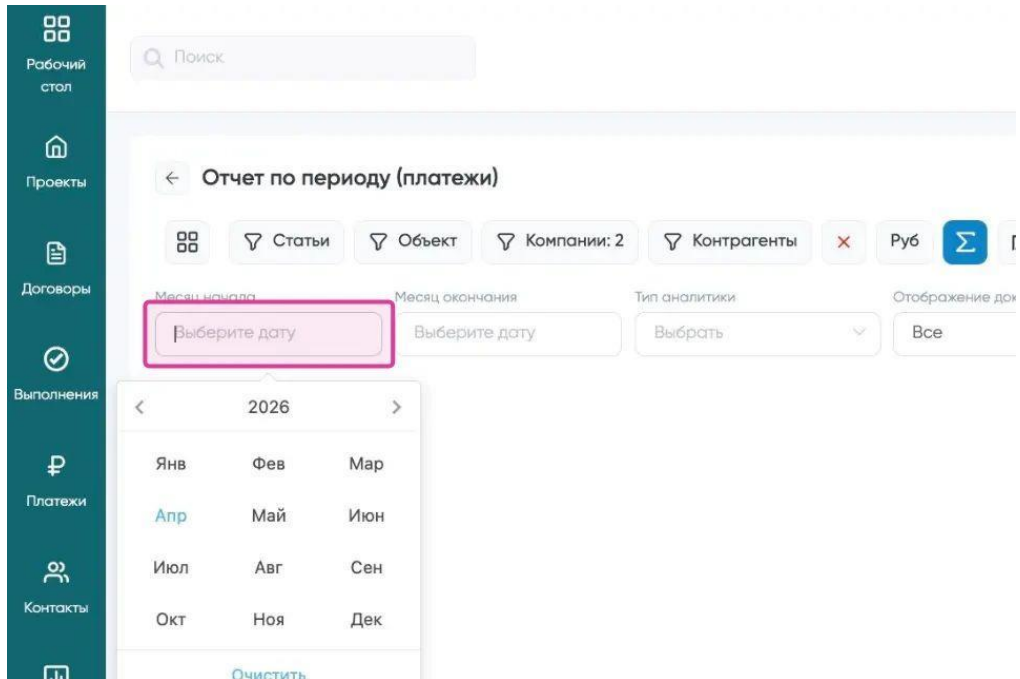 Рабочий
стол
Проекты
Договоры
Выполнения
Платежи
Контакты
Поиск
Отчет по периоду (платежи)
Статьи Объект Компании: 2 Контрагенты Руб Σ
Месяц начала Месяц окончания Тип аналитики Отображение док
Выберите дату Выберите дату Выбрать Все
2026
Янв Фев Мар
Апр Май Июн
Июл Авг Сен
Окт Ноя Дек
Очистить